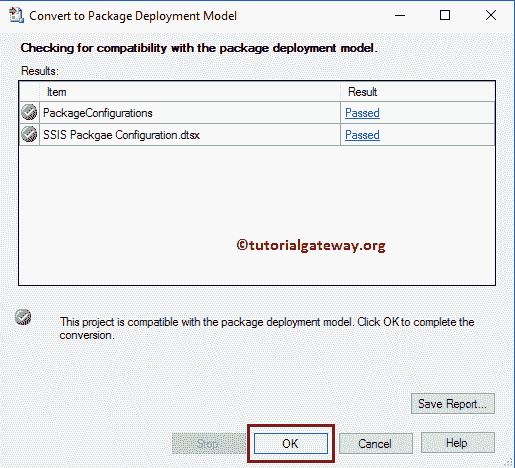 Convert to Package Deployment Model
Checking for compatibility with the package deployment model.
Results:
Item Result
PackageConfigurations Passed
SSIS Packgae Configuration.dtsx Passed
©tutorialgateway.org
This project is compatible with the package deployment model. Click OK to complete the
conversion.
Save Report...
Stop OK Cancel Help